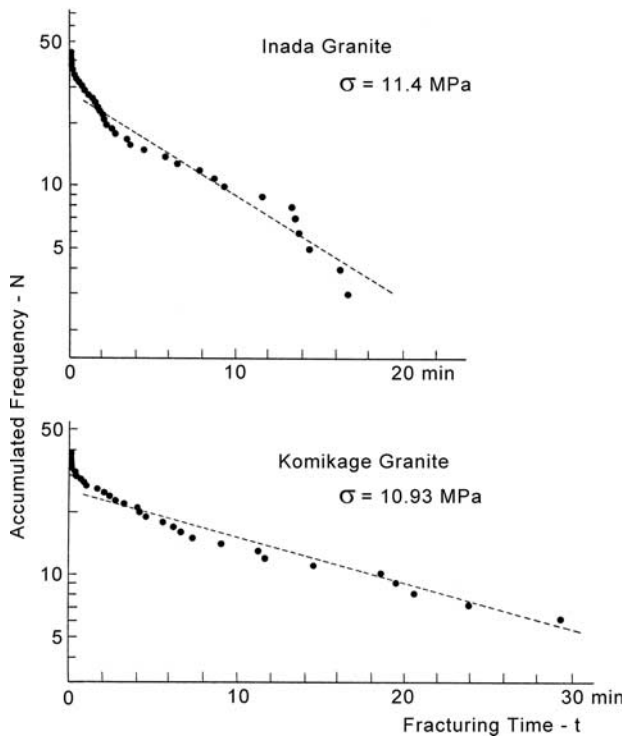 Inada Granite
σ = 11.4 MPa
50
10
5
0 10 20 min
Accumulated Frequency - N
Komikage Granite
σ = 10.93 MPa
50
10
5
0 10 20 30 min
Fracturing Time - t